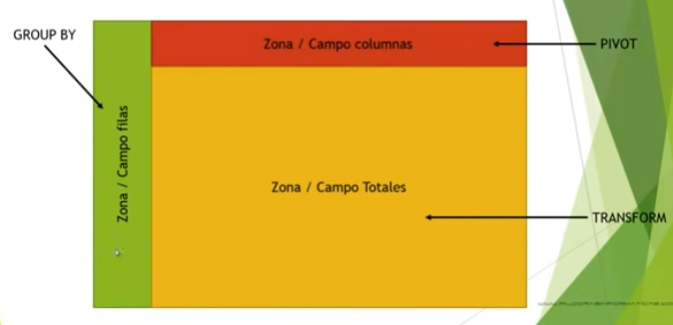 GROUP BY
Zona / Campo columnas
PIVOT
Zona / Campo filas
Zona / Campo Totales
TRANSFORM